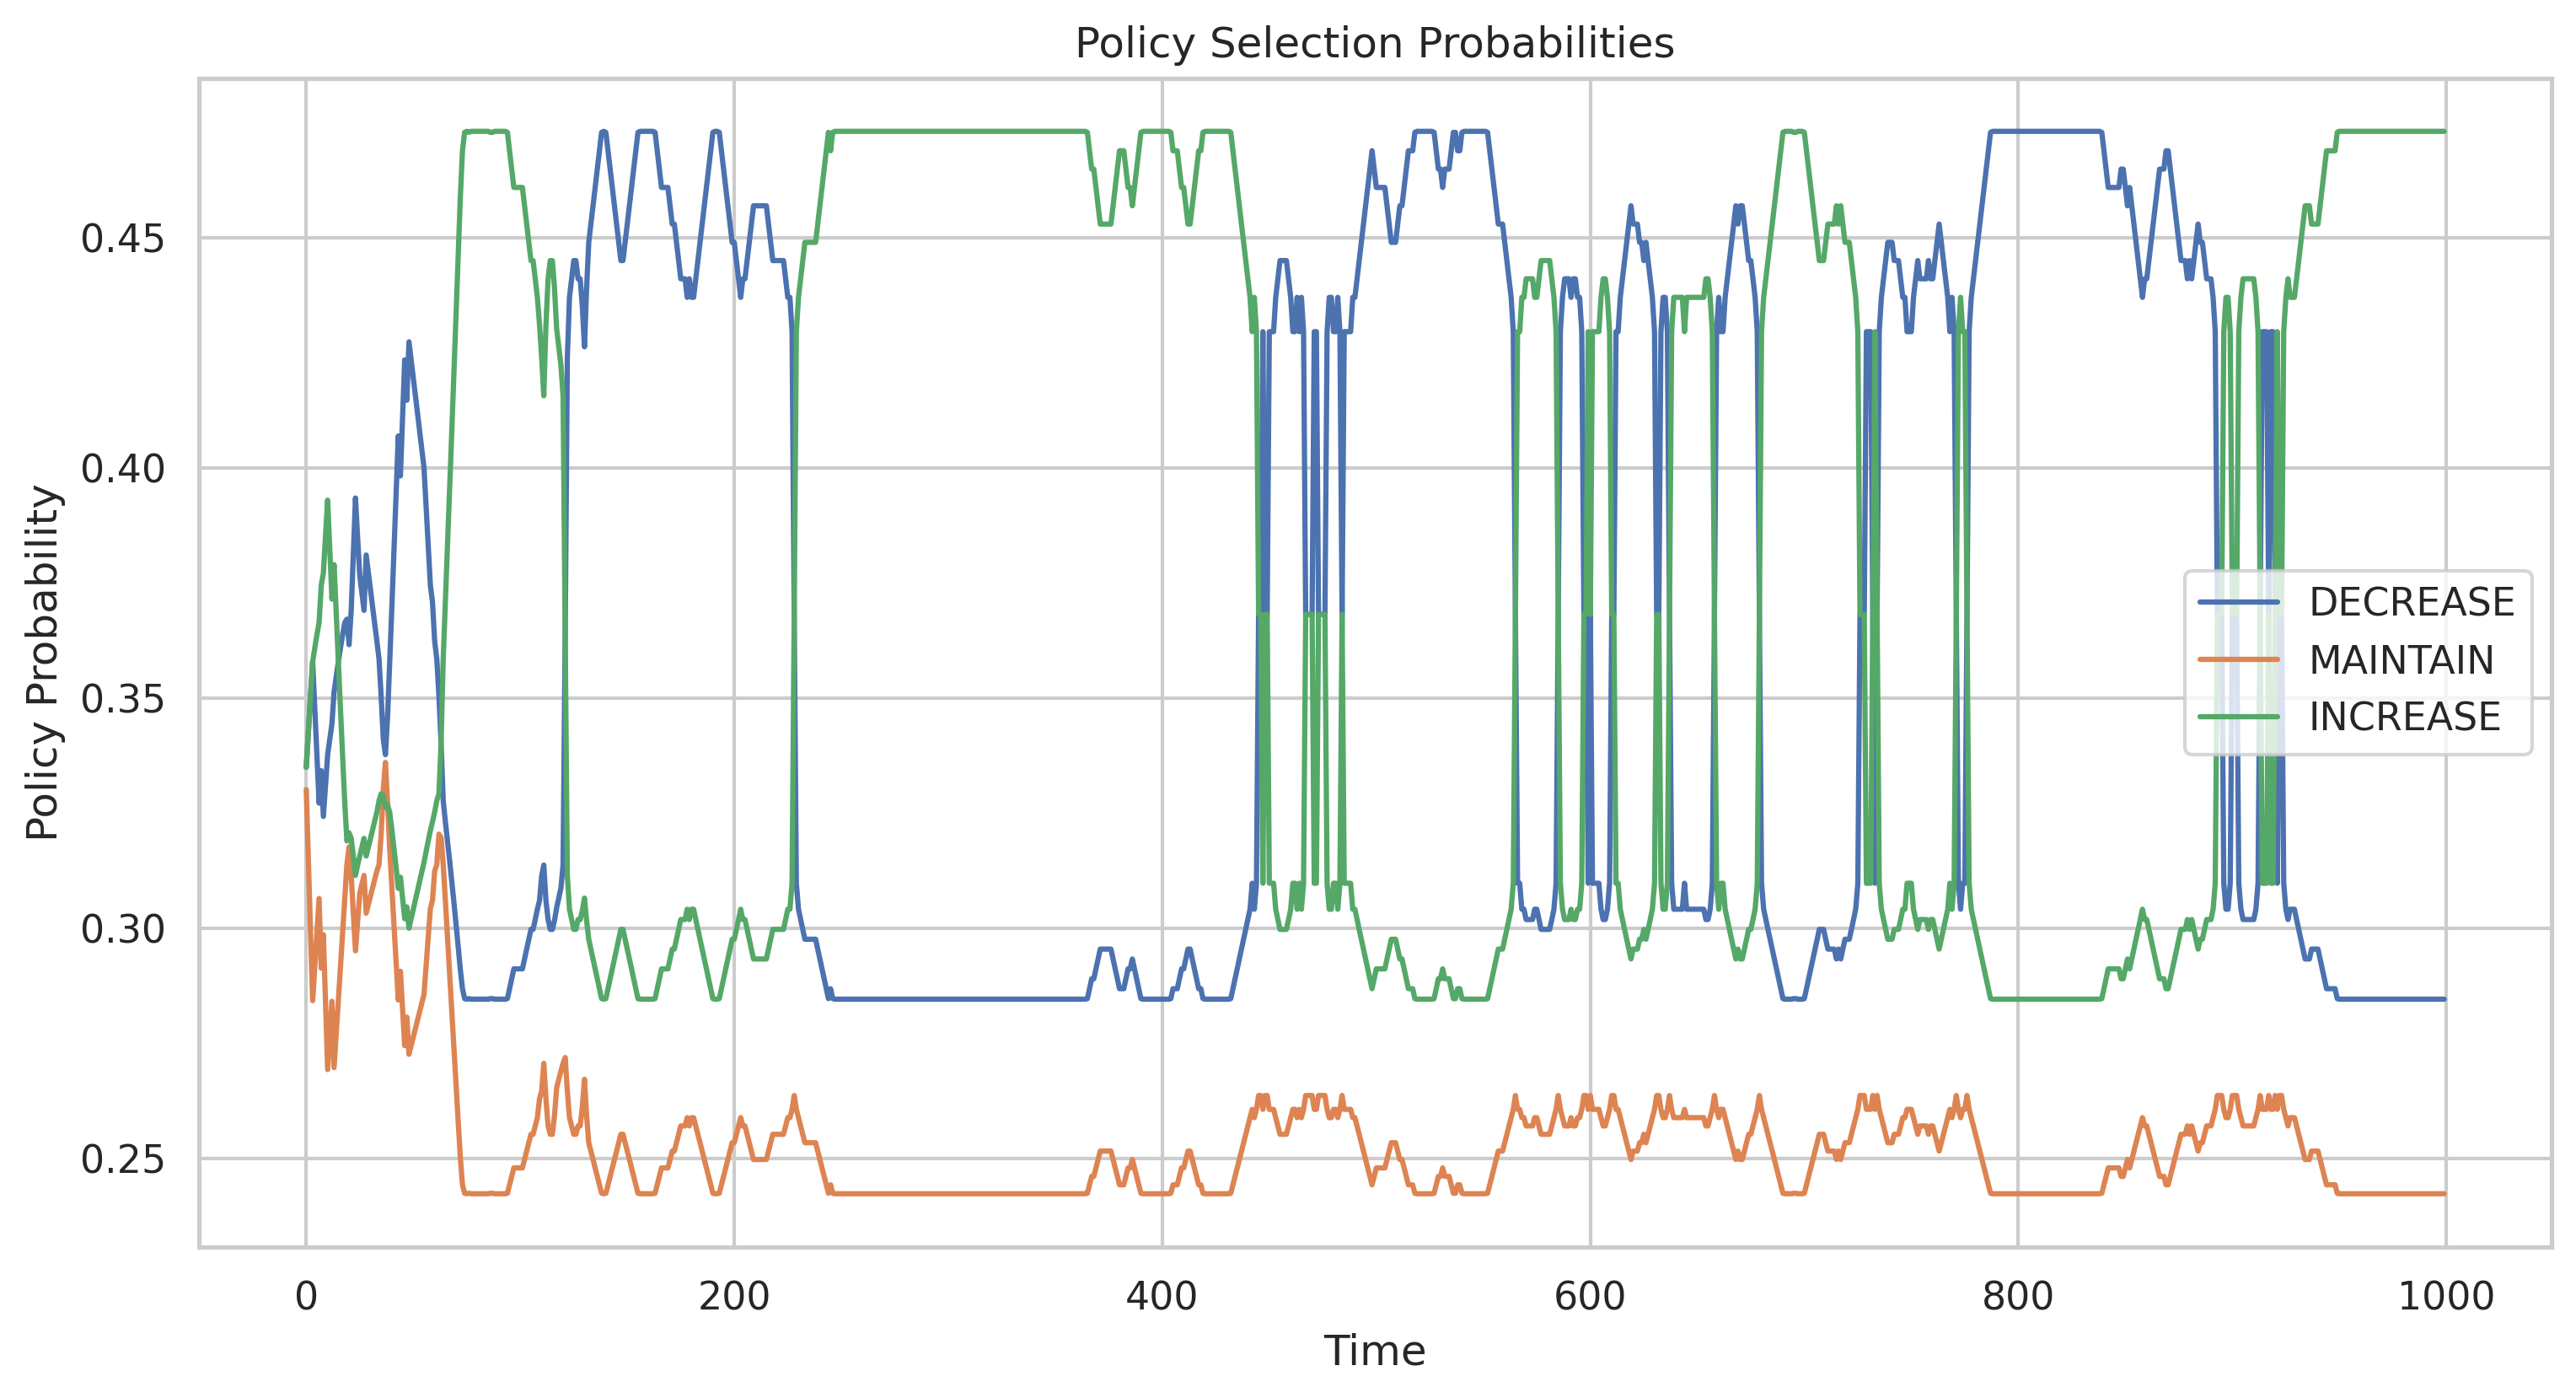 Policy Selection Probabilities
Policy Probability
0.45
0.40
0.35
0.30
0.25
DECREASE
MAINTAIN
INCREASE
0 200 400 600 800 1000
Time